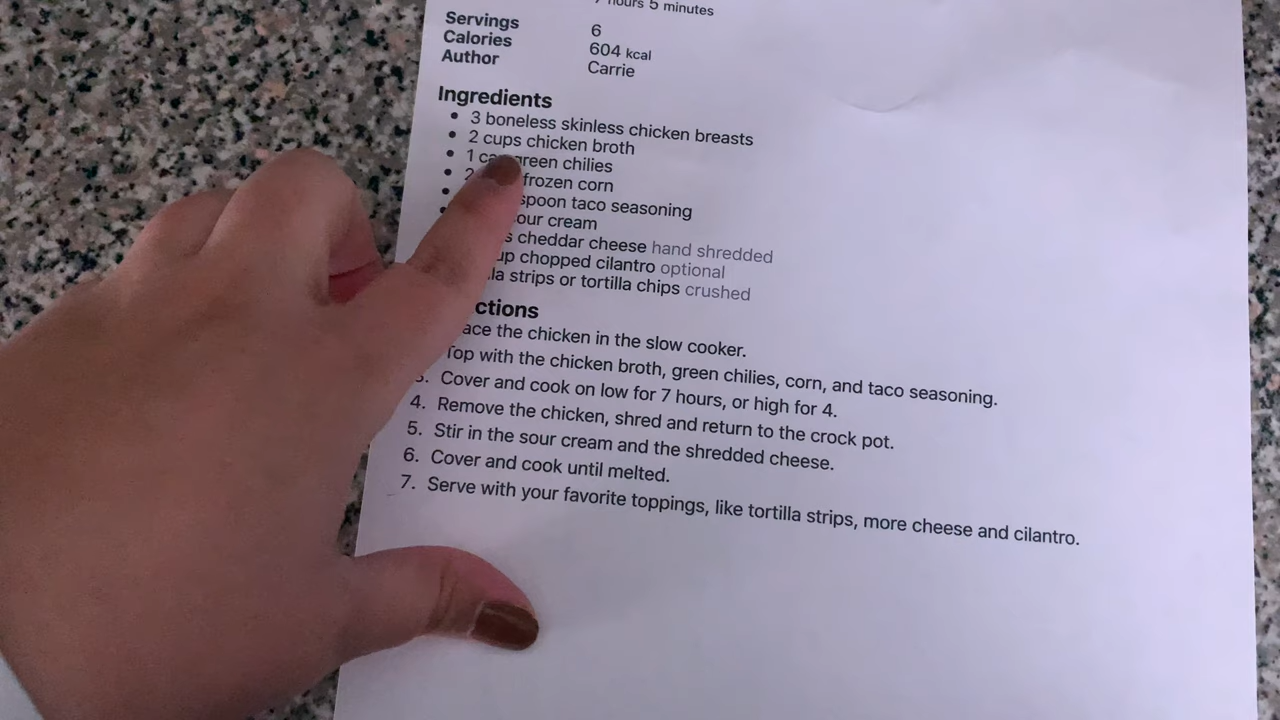 hours 5 minutes
Servings 6
Calories 604 kcal
Author Carrie
Ingredients
• 3 boneless skinless chicken breasts
• 2 cups chicken broth
• 1 green chilies
• 2 frozen corn
• spoon taco seasoning
• our cream
s cheddar cheese hand shredded
up chopped cilantro optional
la strips or tortilla chips crushed
ctions
ace the chicken in the slow cooker.
Top with the chicken broth, green chilies, corn, and taco seasoning.
3. Cover and cook on low for 7 hours, or high for 4.
4. Remove the chicken, shred and return to the crock pot.
5. Stir in the sour cream and the shredded cheese.
6. Cover and cook until melted.
7. Serve with your favorite toppings, like tortilla strips, more cheese and cilantro.